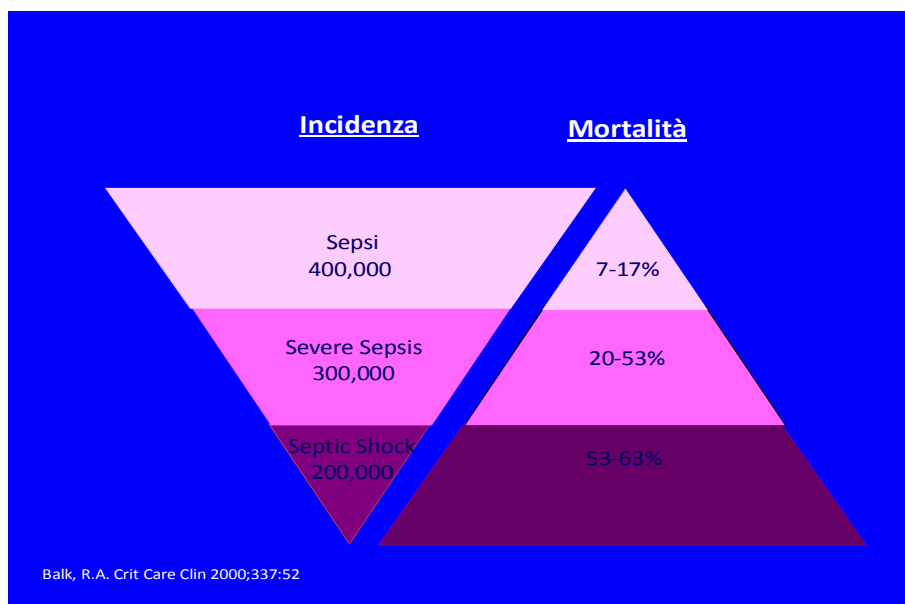 Incidenza
Mortalità
Sepsi
400,000
7-17%
Severe Sepsis
300,000
20-53%
Septic Shock
200,000
53-63%
Balk, R.A. Crit Care Clin 2000;337:52